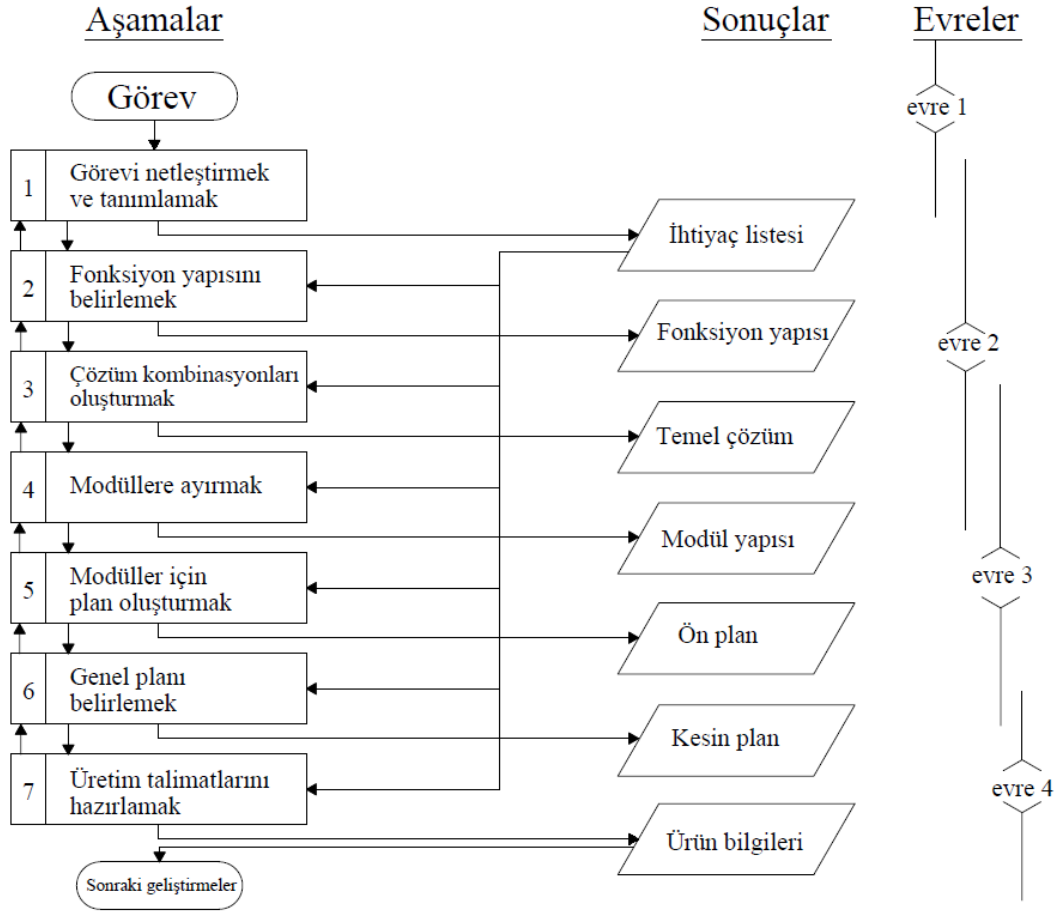 Aşamalar
Sonuçlar
Evreler
Görev
evre 1
1
Görevi netleştirmek
ve tanımlamak
İhtiyaç listesi
2
Fonksiyon yapısını
belirlemek
Fonksiyon yapısı
evre 2
3
Çözüm kombinasyonları
oluşturmak
Temel çözüm
4
Modüllere ayırmak
Modül yapısı
5
Modüller için
plan oluşturmak
evre 3
Ön plan
6
Genel planı
belirlemek
Kesin plan
7
Üretim talimatlarını
hazırlamak
evre 4
Ürün bilgileri
Sonraki geliştirmeler